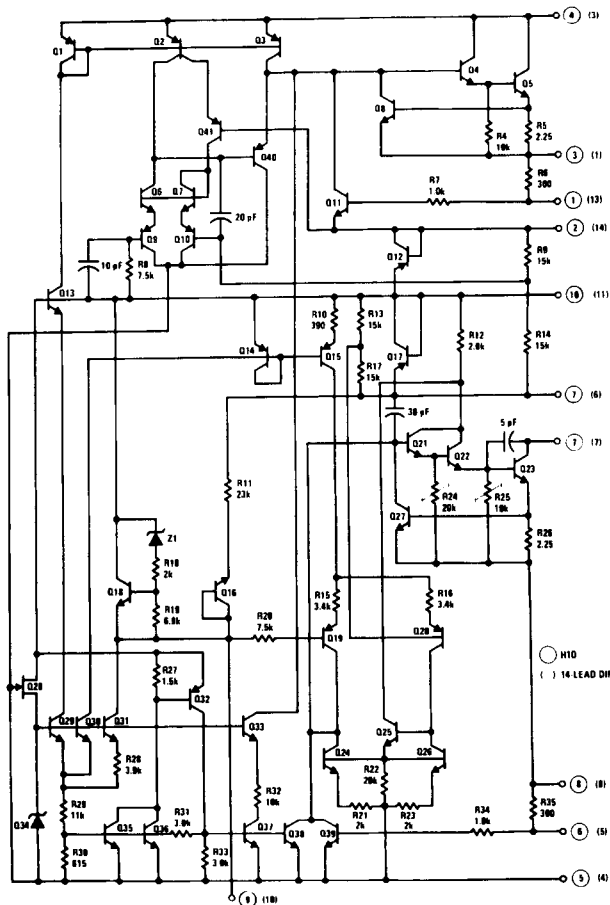 4 (3)
Q1
Q2
Q3
Q4
Q5
Q8
R4
10k
R5
2.25
3 (1)
Q41
Q40
R6
300
R7
1.0k
1 (13)
Q6
Q7
Q11
20 pF
2 (14)
Q9
Q10
Q12
R9
15k
10 pF
R8
7.5k
Q13
10 (11)
R10
390
R13
15k
R12
2.0k
R14
15k
Q14
Q15
R17
15k
Q17
7 (6)
30 pF
5 pF
7 (7)
Q21
Q22
Q23
R11
23k
R24
20k
R25
10k
Q27
R26
2.25
Z1
R18
2k
Q18
R19
Q16
R15
3.4k
R16
3.4k
R20
7.5k
Q19
Q20
H10
( ) 14-LEAD DIP
Q28
R27
1.5k
Q32
Q29
Q30
Q31
Q33
R28
3.9k
Q25
Q24
Q26
R22
20k
8 (8)
R32
10k
R29
11k
Q34
R21
2k
R23
2k
R35
300
R31
3.0k
R34
1.0k
6 (5)
R30
615
Q35
Q36
R33
3.0k
Q37
Q38
Q39
5 (4)
9 (10)